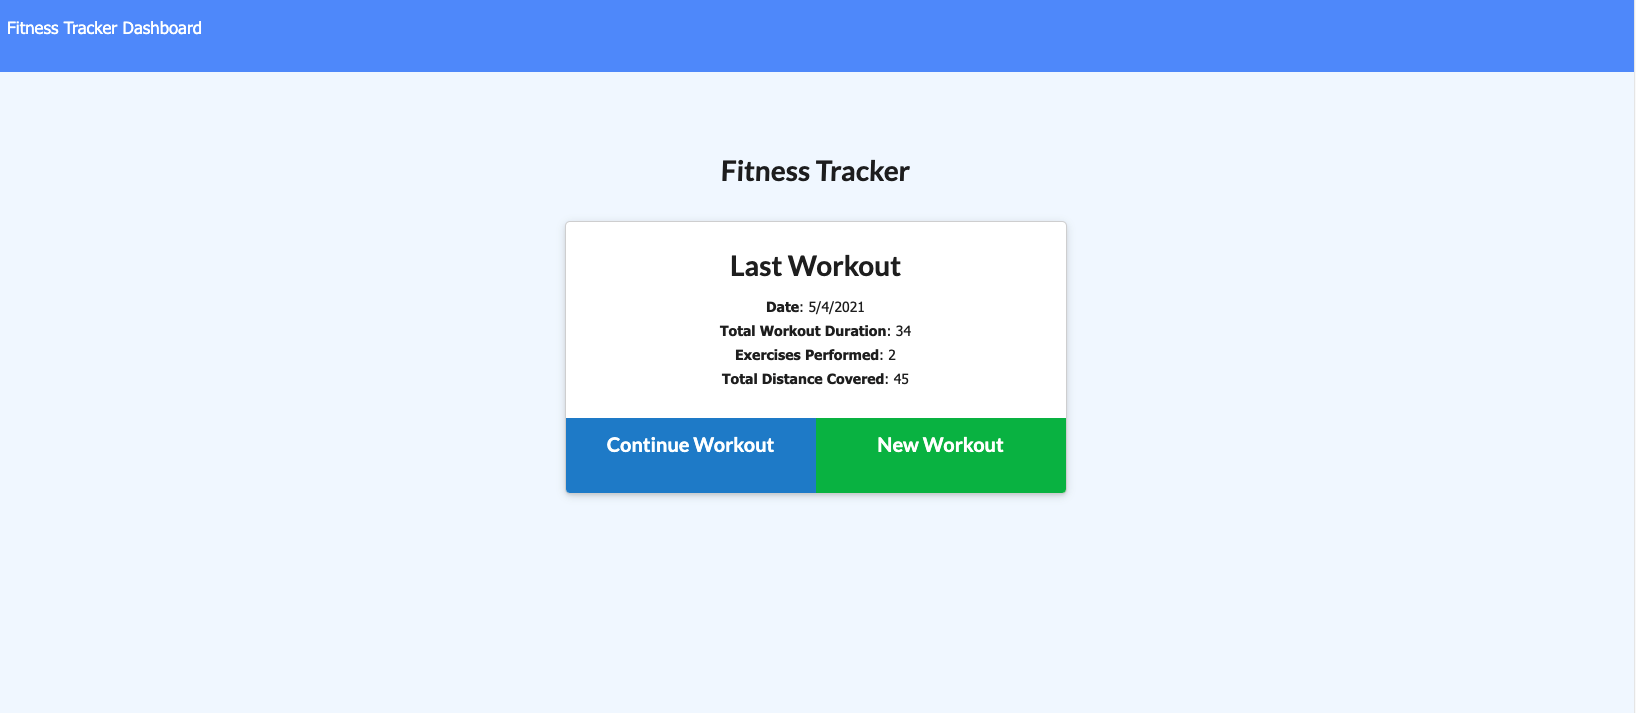 Fitness Tracker Dashboard
Fitness Tracker
Last Workout
Date: 5/4/2021
Total Workout Duration: 34
Exercises Performed: 2
Total Distance Covered: 45
Continue Workout
New Workout